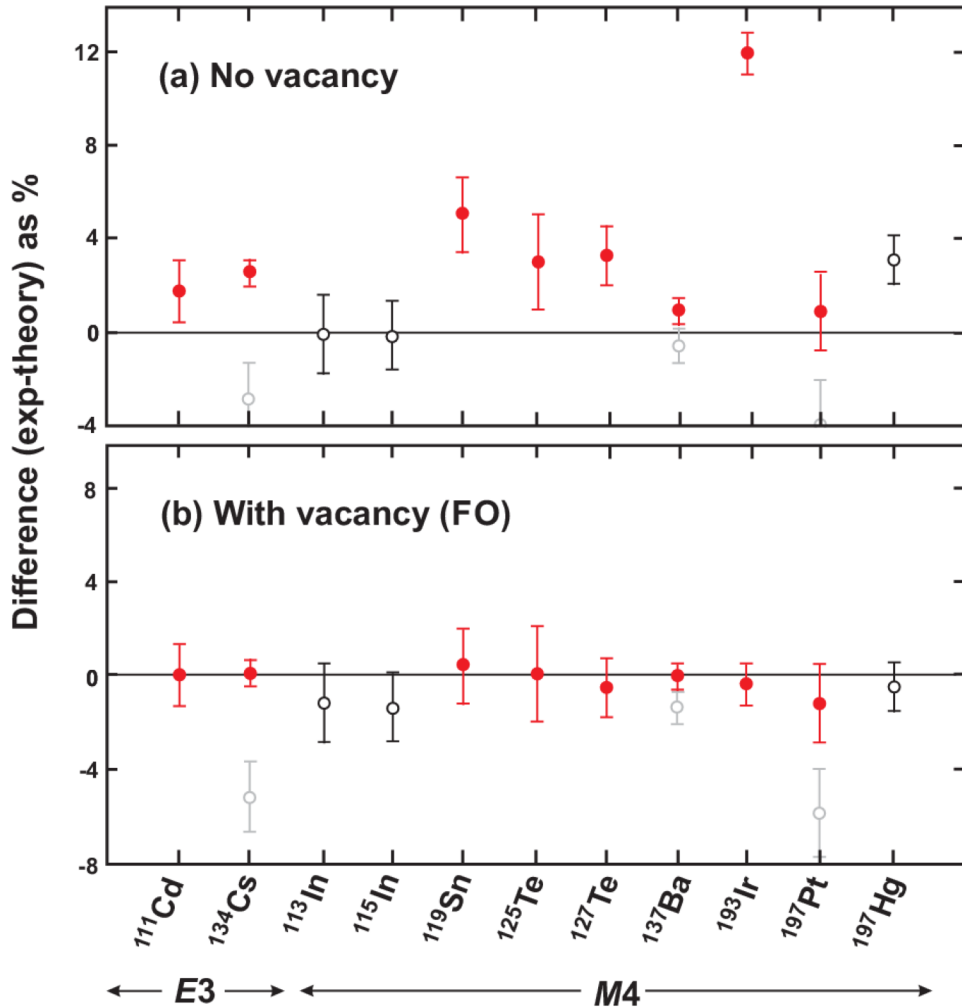 Difference (exp-theory) as %
(a) No vacancy
12
8
4
0
-4
(b) With vacancy (FO)
8
4
0
-4
-8
¹¹¹Cd
¹³⁴Cs
¹¹³In
¹¹⁵In
¹¹⁹Sn
¹²⁵Te
¹²⁷Te
¹³⁷Ba
¹⁹³Ir
¹⁹⁷Pt
¹⁹⁷Hg
E3
M4